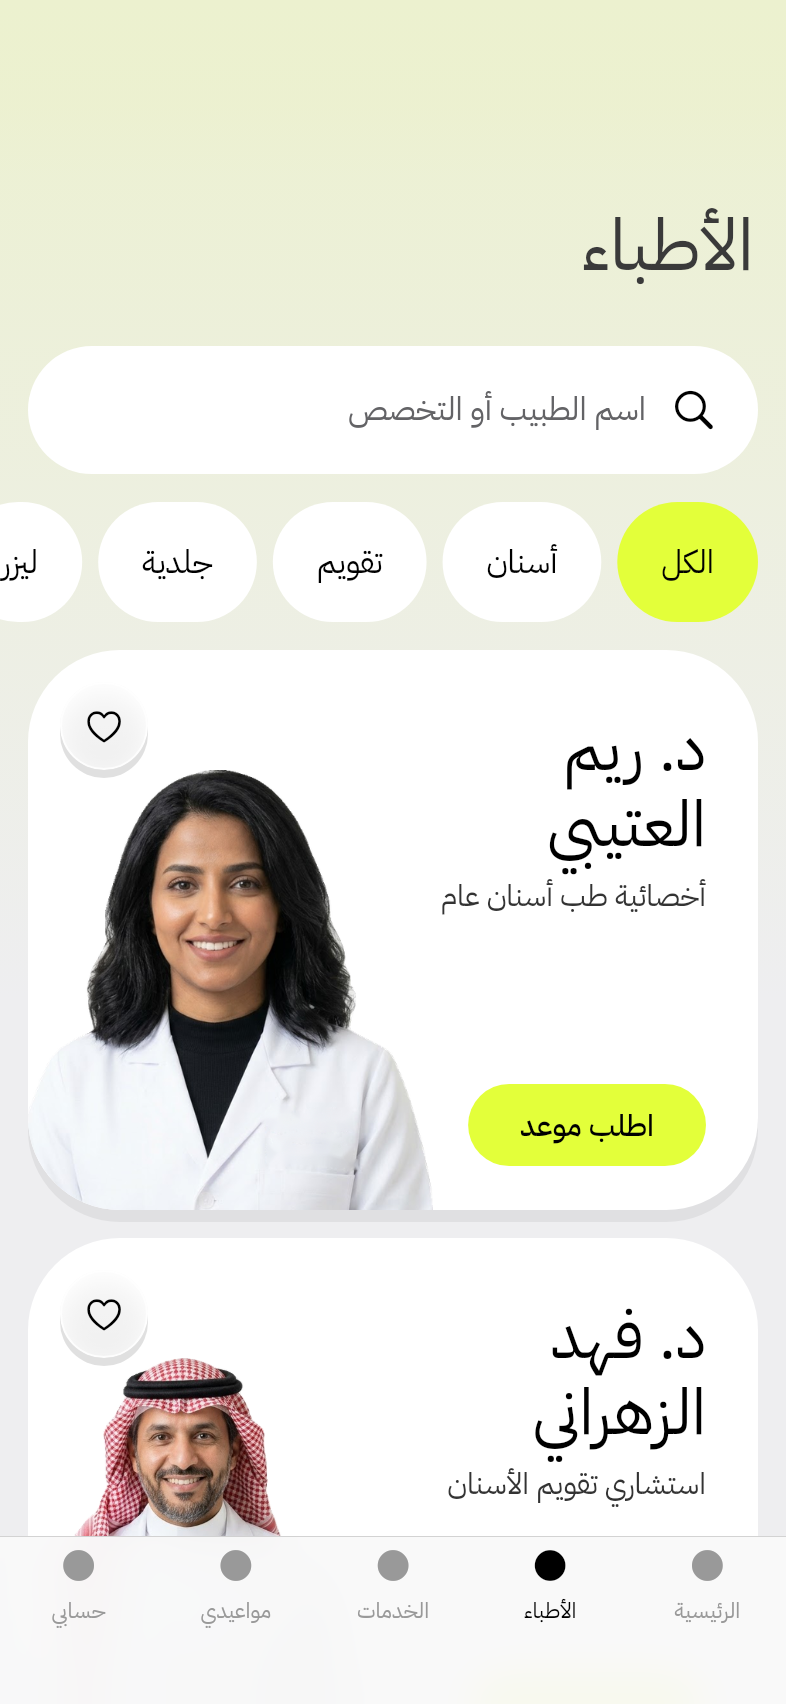 الأطباء
اسم الطبيب أو التخصص
الكل
أسنان
تقويم
جلدية
ليزر
د. ريم
العتيبي
أخصائية طب أسنان عام
اطلب موعد
د. فهد
الزهراني
استشاري تقويم الأسنان
الرئيسية
الأطباء
الخدمات
مواعيدي
حسابي